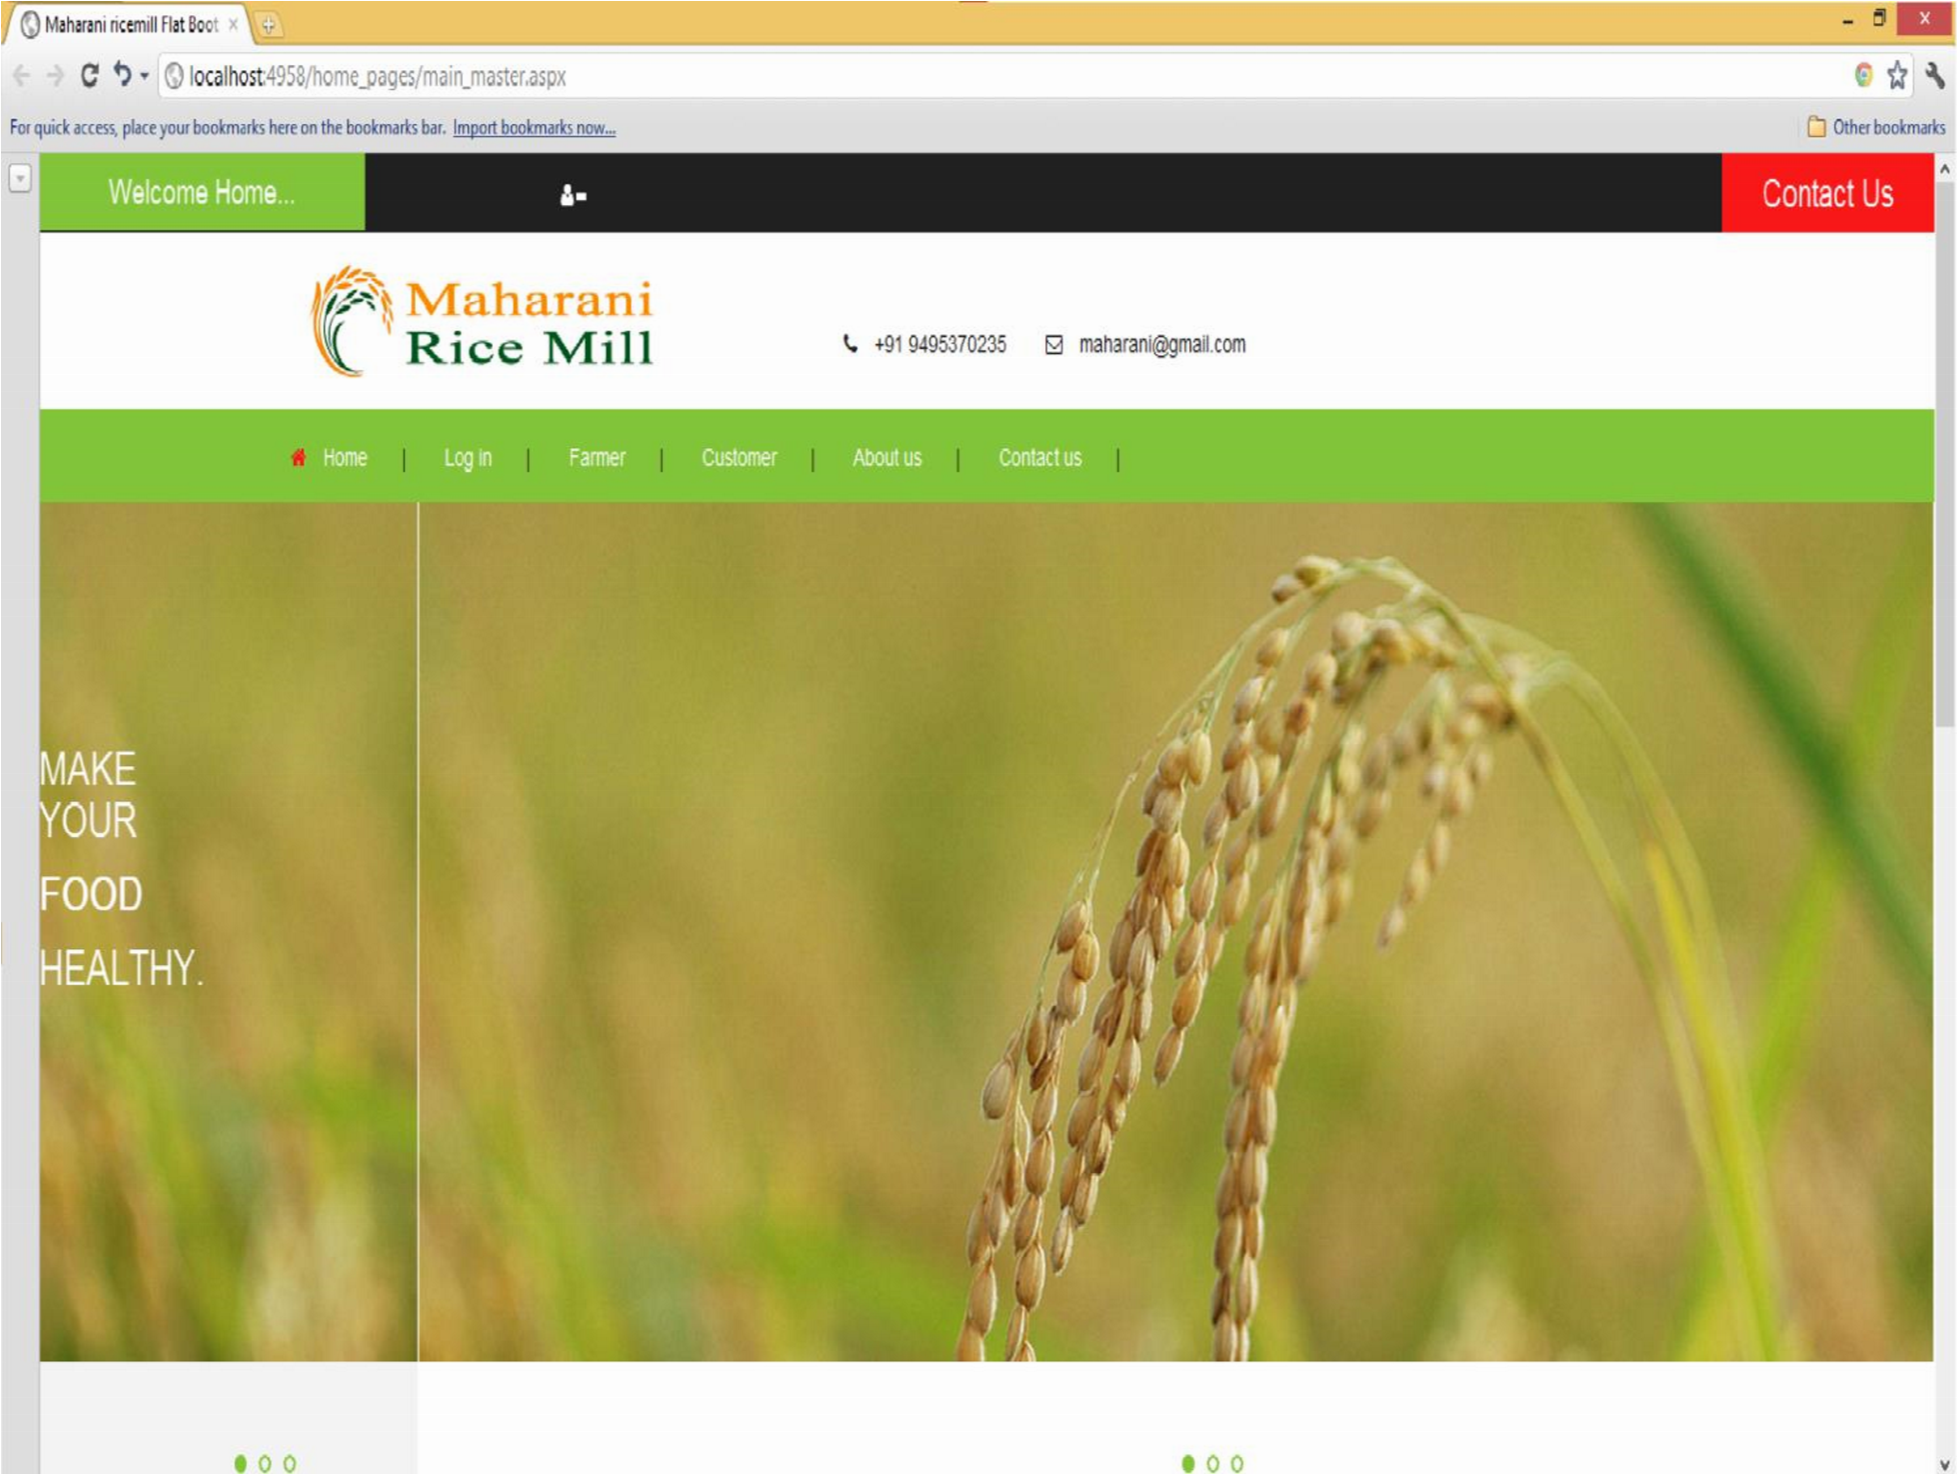 Maharani ricemill Flat Boot
localhost:4958/home_pages/main_master.aspx
For quick access, place your bookmarks here on the bookmarks bar. Import bookmarks now...
Other bookmarks
Welcome Home...
Contact Us
Maharani
Rice Mill
+91 9495370235
maharani@gmail.com
Home | Log in | Farmer | Customer | About us | Contact us |
MAKE
YOUR
FOOD
HEALTHY.